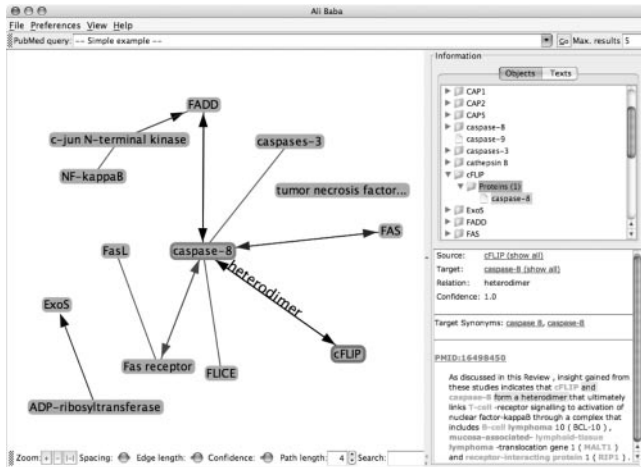 Ali Baba
File Preferences View Help
PubMed query: -- Simple example --
Go Max. results 5
FADD
c-jun N-terminal kinase
caspases-3
NF-kappaB
tumor necrosis factor...
FAS
FasL
caspase-8
heterodimer
ExoS
cFLIP
Fas receptor
FLICE
ADP-ribosyltransferase
Zoom: + - |-| Spacing: Edge length: Confidence: Path length: 4 Search:
Information
Objects Texts
CAP1
CAP2
CAP5
caspase-8
caspase-9
caspases-3
cathepsin B
cFLIP
Proteins (1)
caspase-8
ExoS
FADD
FAS
Source: cFLIP (show all)
Target: caspase-8 (show all)
Relation: heterodimer
Confidence: 1.0
Target Synonyms: caspase 8, caspase-8
PMID:16498450
As discussed in this Review , insight gained from
these studies indicates that cFLIP and
caspase-8 form a heterodimer that ultimately
links T-cell -receptor signalling to activation of
nuclear factor-kappaB through a complex that
includes B-cell lymphoma 10 ( BCL-10 ),
mucosa-associated- lymphoid-tissue
lymphoma -translocation gene 1 ( MALT1 )
and receptor-interacting protein 1 ( RIP1 ).